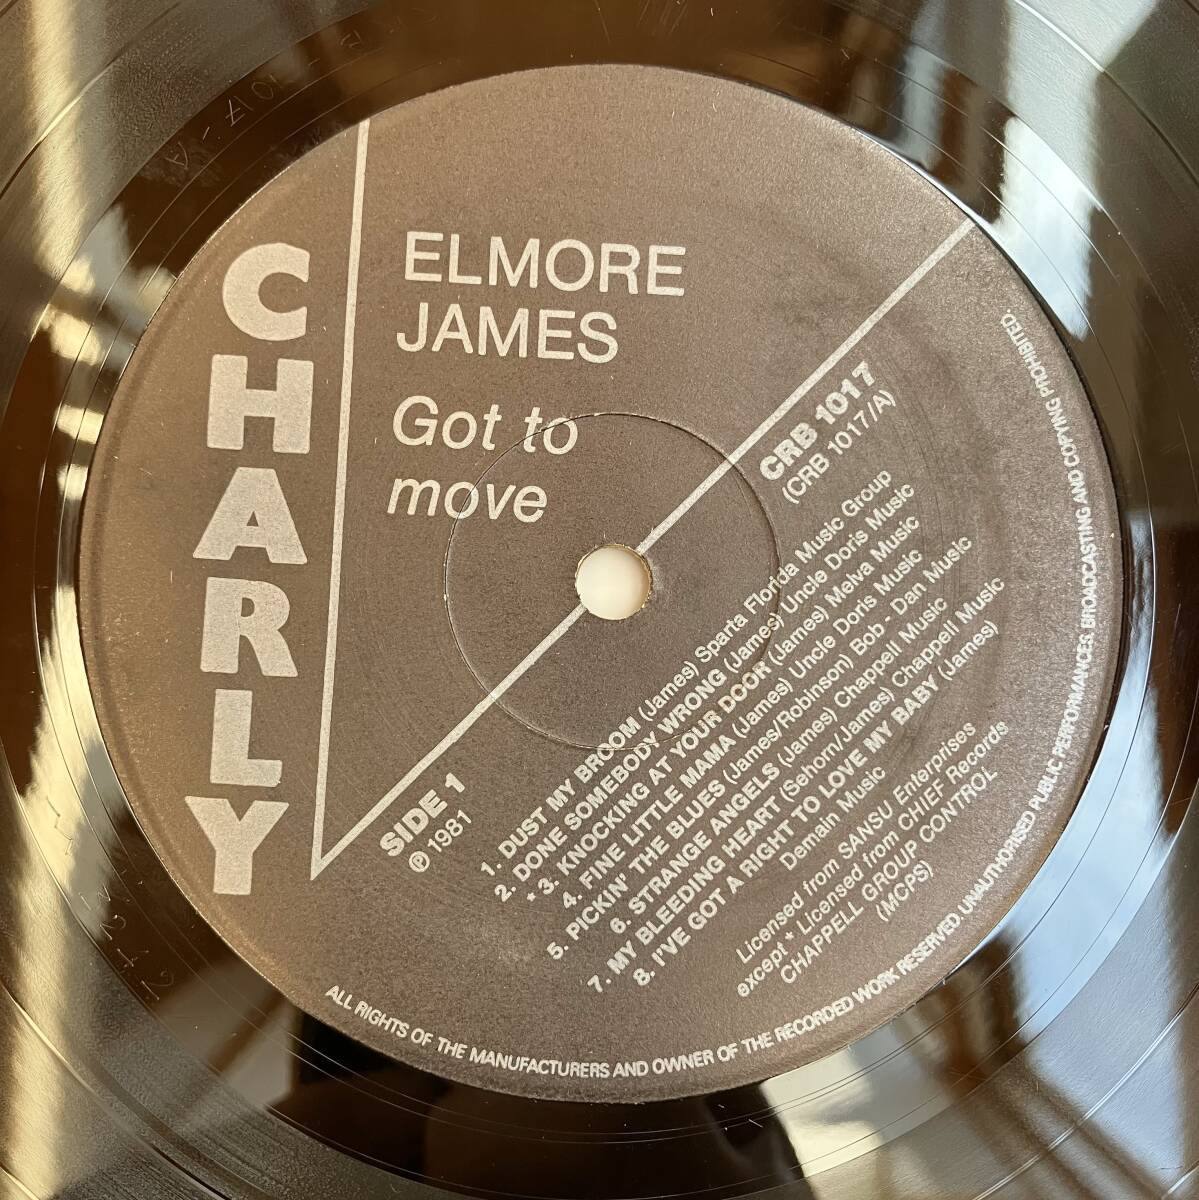 CHARLY
ELMORE
JAMES
Got to
move
CRB 1017
(CRB 1017/A)
SIDE 1
℗ 1981
1. DUST MY BROOM (James) Sparta Florida Music Group
2. DONE SOMEBODY WRONG (James) Uncle Doris Music
* 3. KNOCKING AT YOUR DOOR (James) Melva Music
4. FINE LITTLE MAMA (James) Uncle Doris Music
5. PICKIN' THE BLUES (James/Robinson) Bob - Dan Music
6. STRANGE ANGELS (James) Chappell Music
7. MY BLEEDING HEART (Sehorn/James) Chappell Music
8. I'VE GOT A RIGHT TO LOVE MY BABY (James)
Demain Music
Licensed from SANSU Enterprises
except * Licensed from CHIEF Records
CHAPPELL GROUP CONTROL
(MCPS)
ALL RIGHTS OF THE MANUFACTURERS AND OWNER OF THE RECORDED WORK RESERVED. UNAUTHORISED PUBLIC PERFORMANCES, BROADCASTING AND COPYING PROHIBITED.